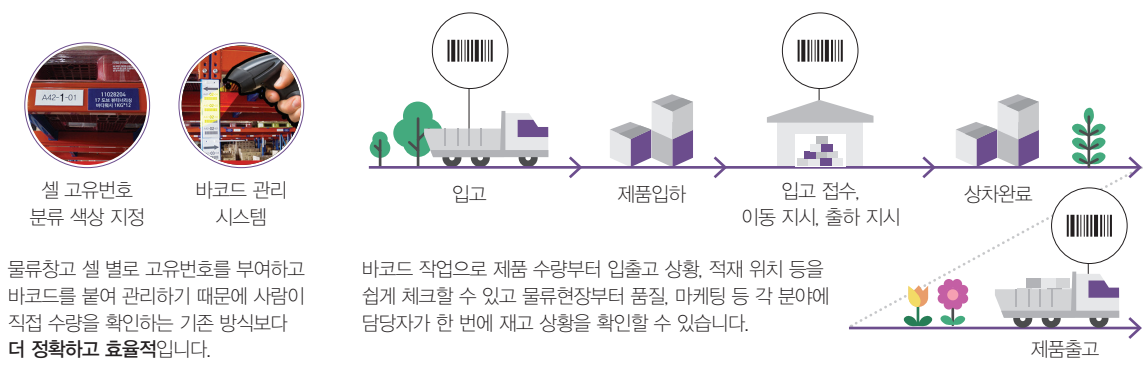 A42-1-01
11028204
셀 고유번호
분류 색상 지정
바코드 관리
시스템
물류창고 셀 별로 고유번호를 부여하고
바코드를 붙여 관리하기 때문에 사람이
직접 수량을 확인하는 기존 방식보다
더 정확하고 효율적입니다.
입고
제품입하
입고 접수,
이동 지시, 출하 지시
상차완료
바코드 작업으로 제품 수량부터 입출고 상황, 적재 위치 등을
쉽게 체크할 수 있고 물류현장부터 품질, 마케팅 등 각 분야에
담당자가 한 번에 재고 상황을 확인할 수 있습니다.
제품출고